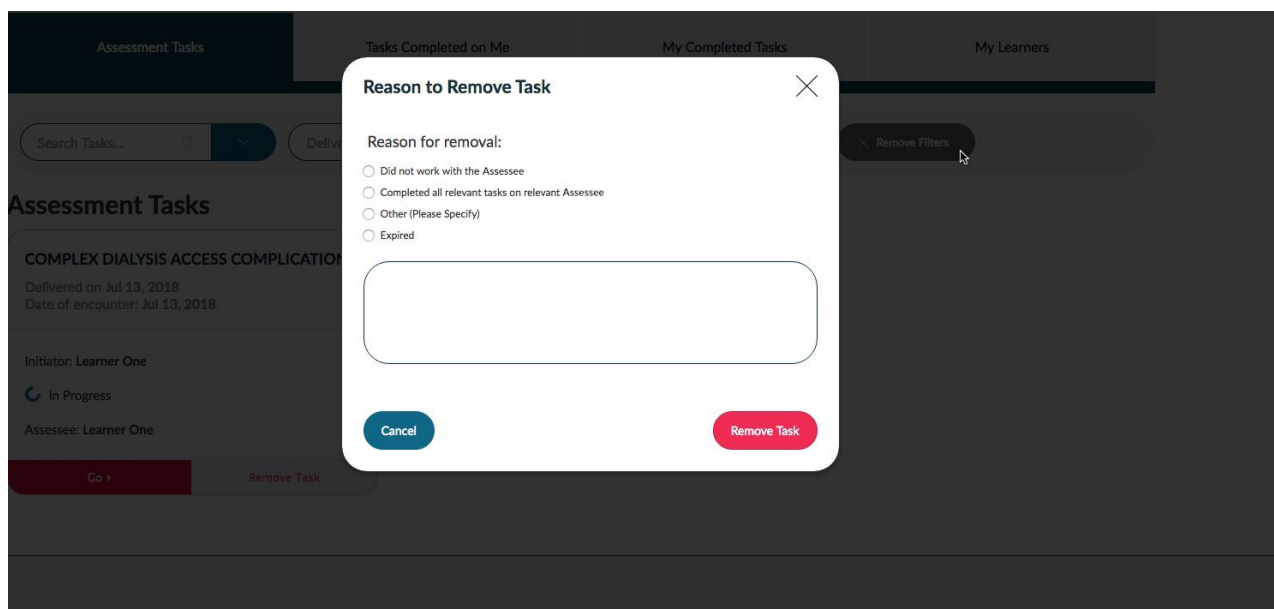 Assessment Tasks
Tasks Completed on Me
My Completed Tasks
My Learners
Reason to Remove Task
Search Tasks...
Remove Filters
Reason for removal:
Did not work with the Assessee
Completed all relevant tasks on relevant Assessee
Other (Please Specify)
Expired
Assessment Tasks
COMPLEX DIALYSIS ACCESS
Delivered on Jul 13, 2018
Date of encounter: Jul 13, 2018
Initiator: Learner One
In Progress
Assessee: Learner One
Cancel
Remove Task
Go
Remove Task